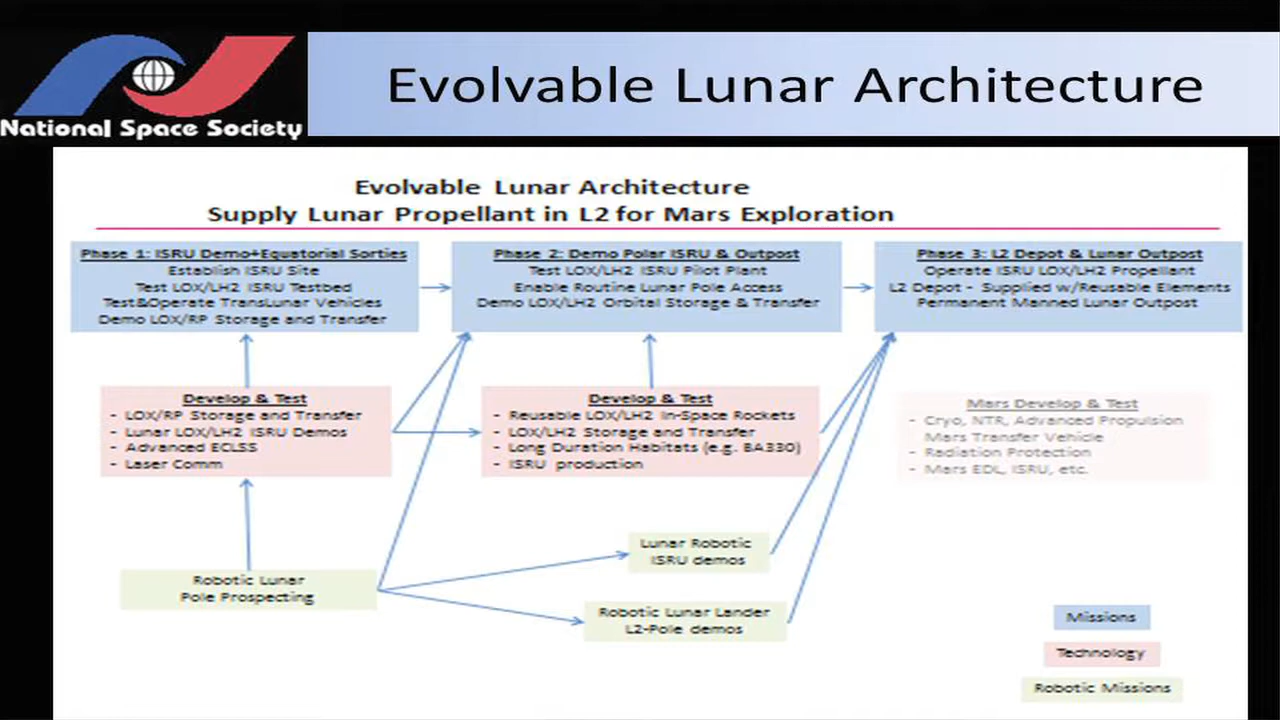 National Space Society
Evolvable Lunar Architecture
Evolvable Lunar Architecture
Supply Lunar Propellant in L2 for Mars Exploration
Phase 1: ISRU Demo+Equatorial Sorties
Establish ISRU Site
Test LOX/LH2 ISRU Testbed
Test&Operate TransLunar Vehicles
Demo LOX/RP Storage and Transfer
Phase 2: Demo Polar ISRU & Outpost
Test LOX/LH2 ISRU Pilot Plant
Enable Routine Lunar Pole Access
Demo LOX/LH2 Orbital Storage & Transfer
Phase 3: L2 Depot & Lunar Outpost
Operate ISRU LOX/LH2 Propellant
L2 Depot - Supplied w/Reusable Elements
Permanent Manned Lunar Outpost
Develop & Test
- LOX/RP Storage and Transfer
- Lunar LOX/LH2 ISRU Demos
- Advanced ECLSS
- Laser Comm
Develop & Test
- Reusable LOX/LH2 In-Space Rockets
- LOX/LH2 Storage and Transfer
- Long Duration Habitats (e.g. BA330)
- ISRU production
Mars Develop & Test
- Cryo, NTR, Advanced Propulsion
Mars Transfer Vehicle
- Radiation Protection
- Mars EDL, ISRU, etc.
Robotic Lunar
Pole Prospecting
Lunar Robotic
ISRU demos
Robotic Lunar Lander
L2-Pole demos
Missions
Technology
Robotic Missions